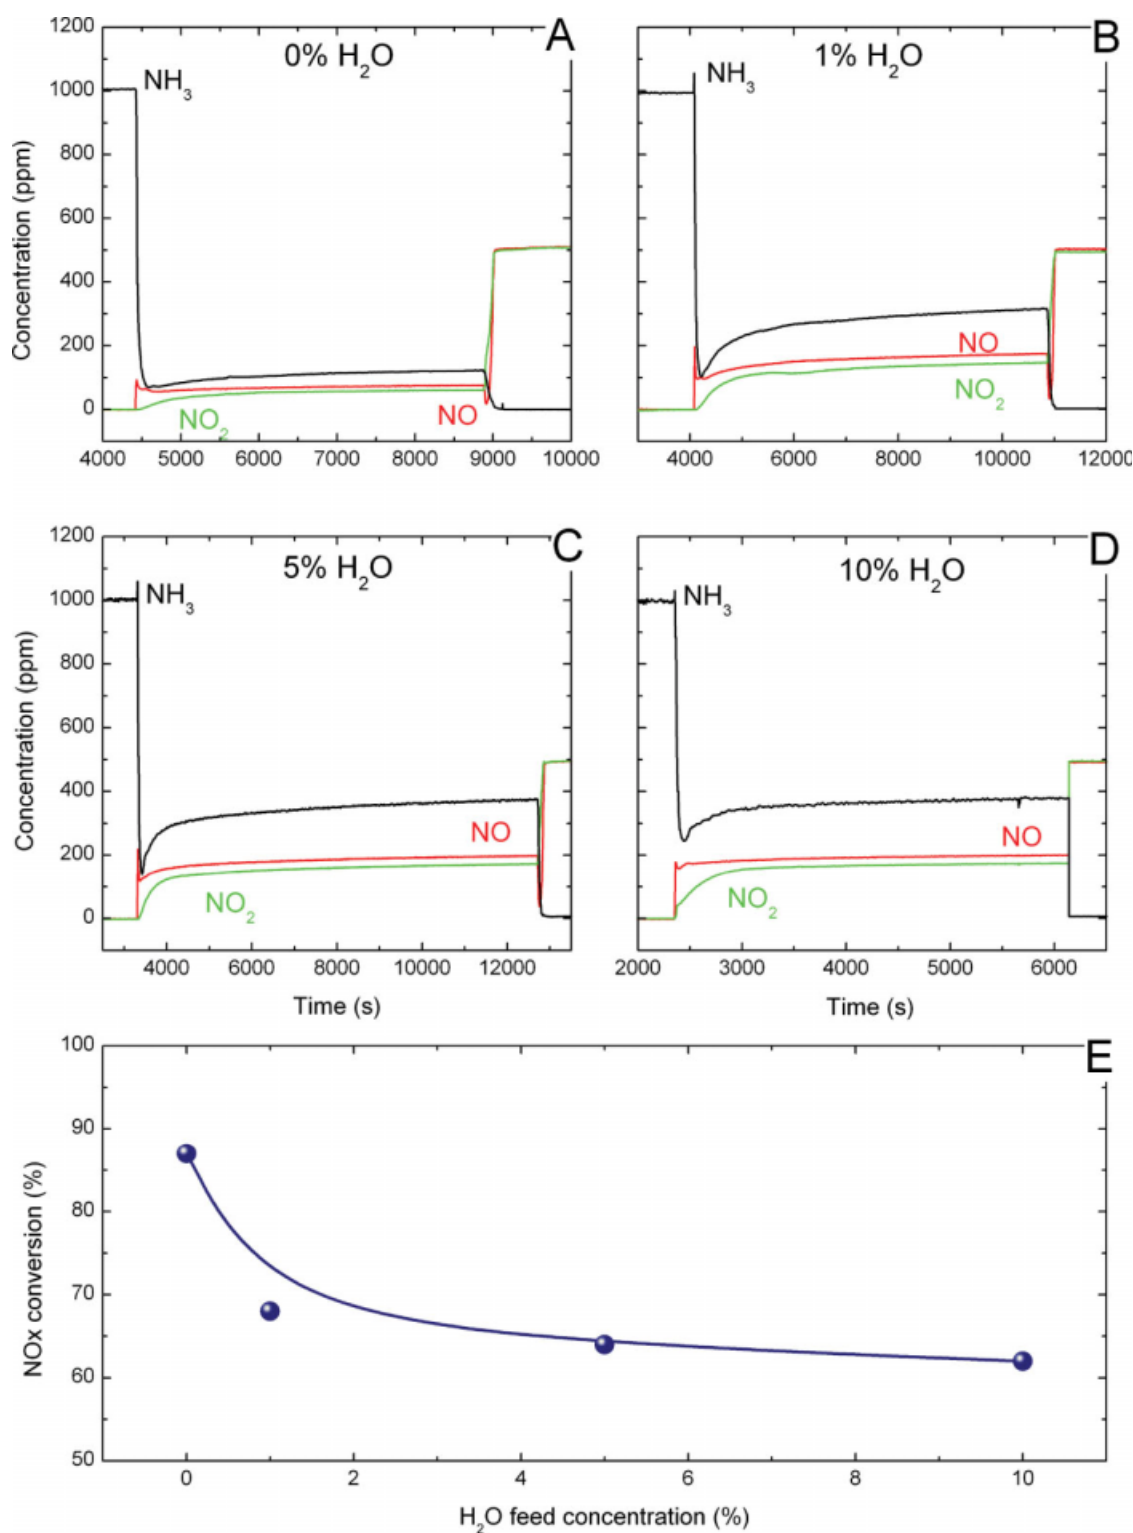 A
0% H₂O
NH₃
NO₂
NO
Concentration (ppm)
1200
1000
800
600
400
200
0
4000 5000 6000 7000 8000 9000 10000
B
1% H₂O
NH₃
NO
NO₂
4000 6000 8000 10000 12000
C
5% H₂O
NH₃
NO
NO₂
Concentration (ppm)
1200
1000
800
600
400
200
0
4000 6000 8000 10000 12000
Time (s)
D
10% H₂O
NH₃
NO
NO₂
2000 3000 4000 5000 6000
Time (s)
E
NOx conversion (%)
100
90
80
70
60
50
0 2 4 6 8 10
H₂O feed concentration (%)